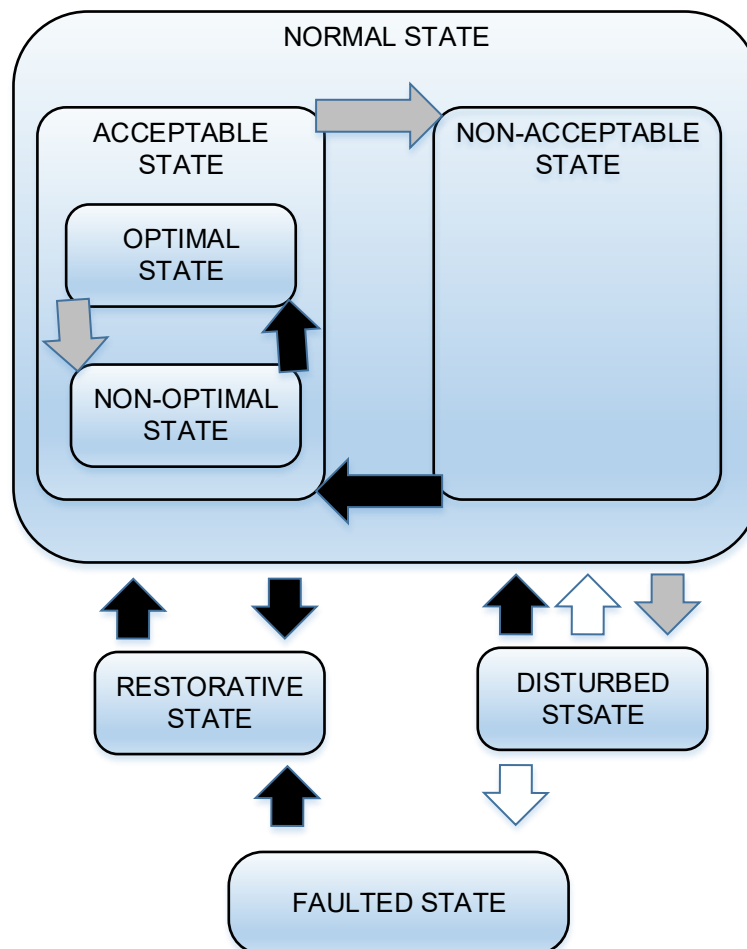 NORMAL STATE
ACCEPTABLE
STATE
NON-ACCEPTABLE
STATE
OPTIMAL
STATE
NON-OPTIMAL
STATE
RESTORATIVE
STATE
DISTURBED
STSATE
FAULTED STATE